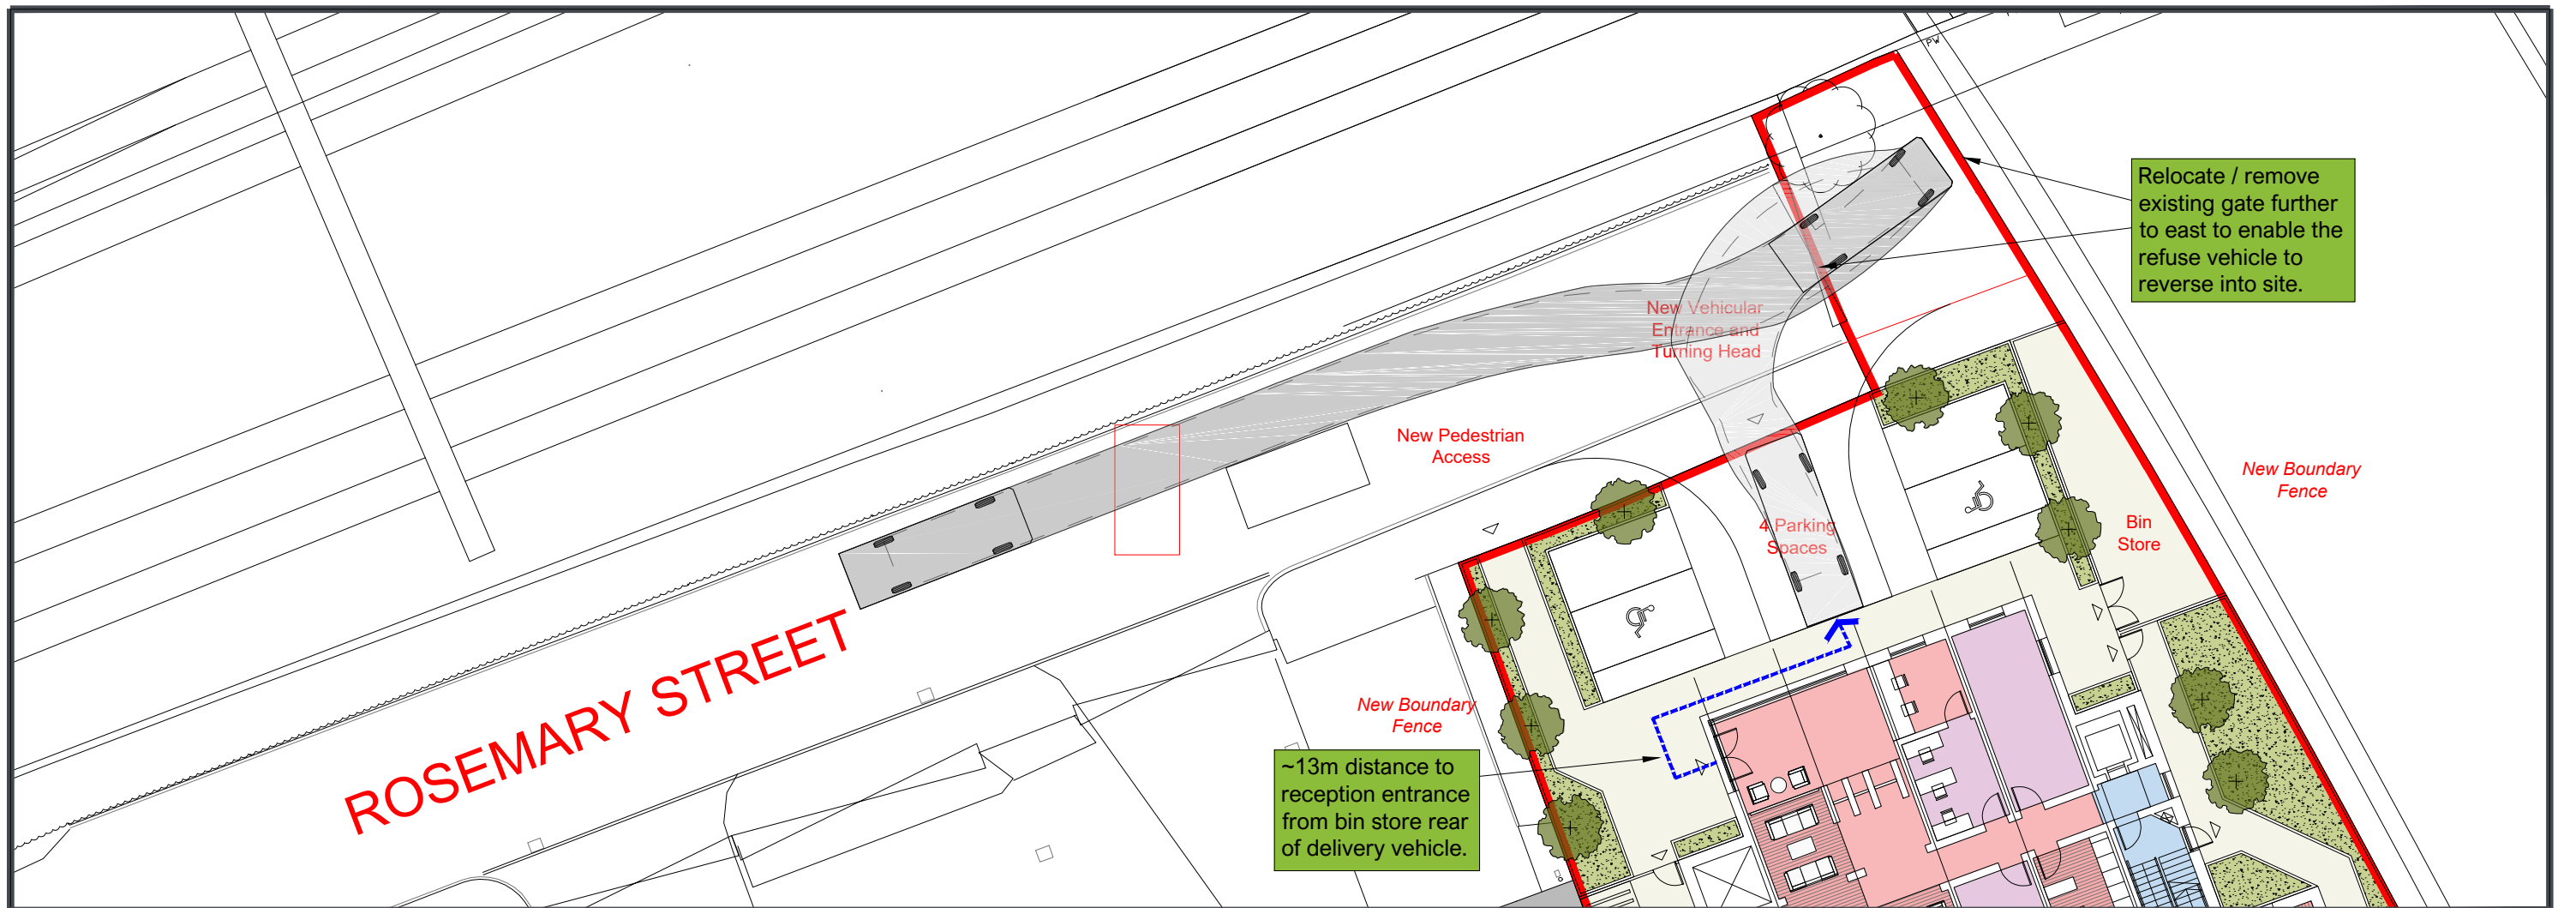 PW
Relocate / remove
existing gate further
to east to enable the
refuse vehicle to
reverse into site.
New Vehicular
Entrance and
Turning Head
New Pedestrian
Access
New Boundary
Fence
4 Parking
Spaces
Bin
Store
ROSEMARY STREET
New Boundary
Fence
~13m distance to
reception entrance
from bin store rear
of delivery vehicle.